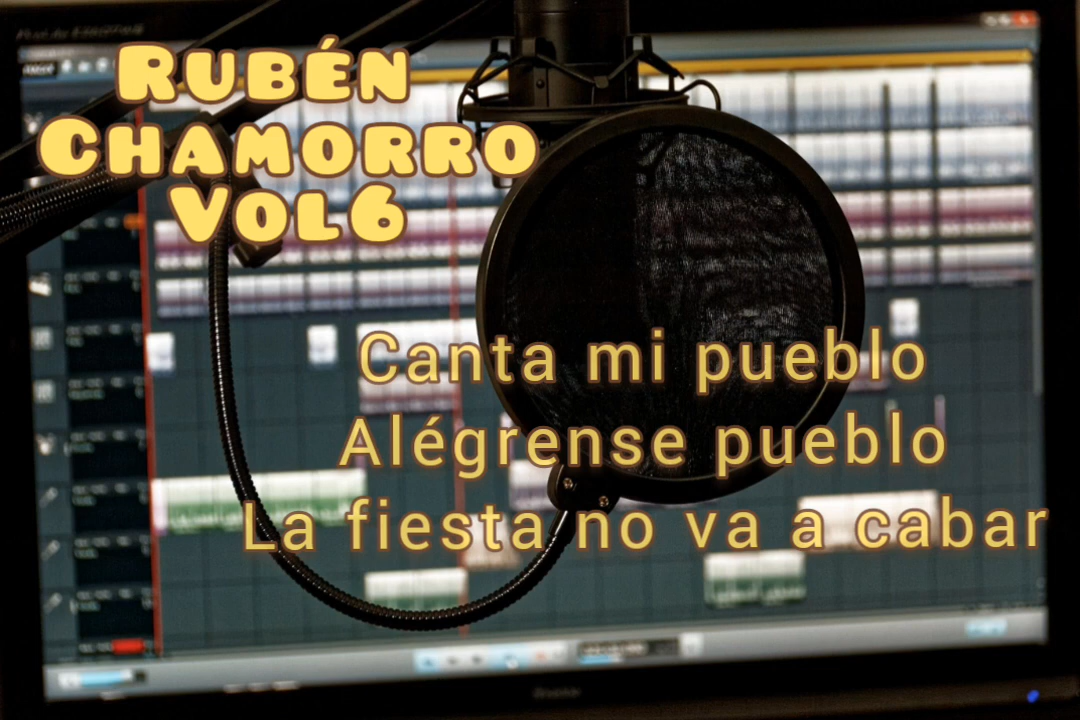 Rubén
Chamorro
Vol6
Canta mi pueblo
Alégrense pueblo
La fiesta no va a cabar